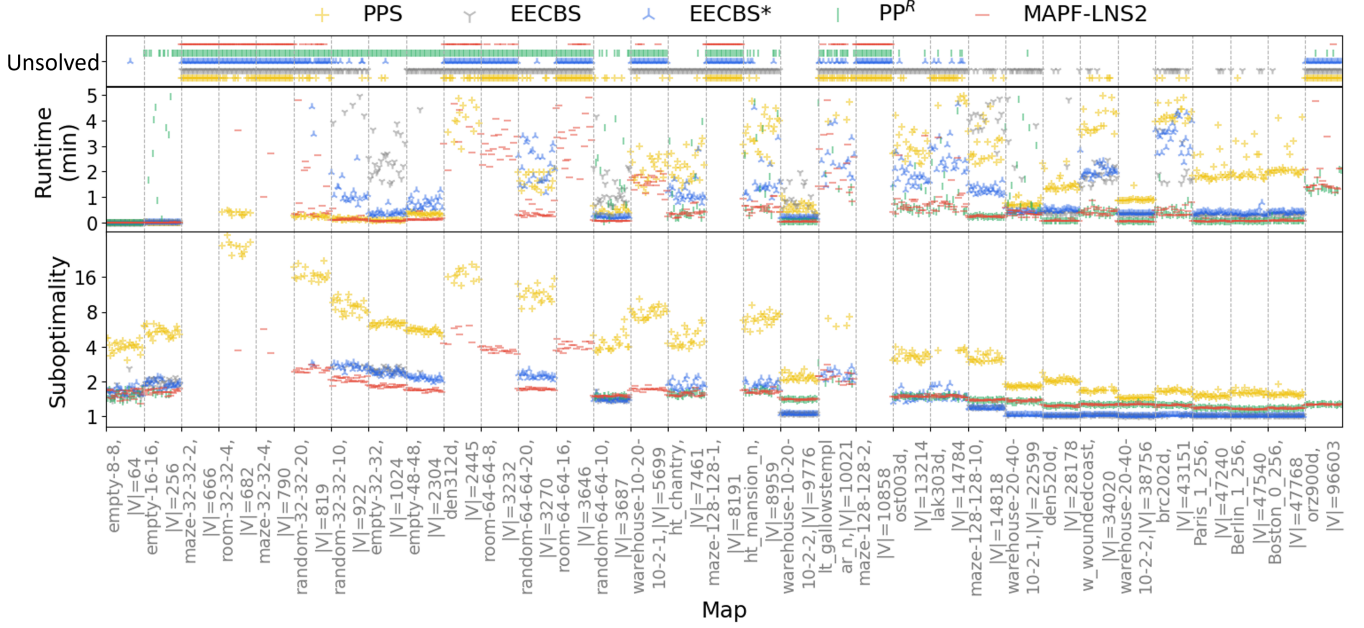 PPS EECBS EECBS* PP^R MAPF-LNS2
Unsolved
Runtime
(min)
5
4
3
2
1
0
Suboptimality
16
8
4
2
1
empty-8-8,
|V|=64
empty-16-16,
|V|=256
maze-32-32-2,
|V|=666
room-32-32-4,
|V|=682
maze-32-32-4,
|V|=790
random-32-32-20,
|V|=819
random-32-32-10,
|V|=922
empty-32-32,
|V|=1024
empty-48-48,
|V|=2304
den312d,
|V|=2445
room-64-64-8,
|V|=3232
random-64-64-20,
|V|=3270
room-64-64-16,
|V|=3646
random-64-64-10,
|V|=3687
warehouse-10-20-
10-2-1,|V|=5699
ht_chantry,
|V|=7461
maze-128-128-1,
|V|=8191
ht_mansion_n,
|V|=8959
warehouse-10-20-
10-2-2,|V|=9776
lt_gallowstempl
ar_n,|V|=10021
maze-128-128-2,
|V|=10858
ost003d,
|V|=13214
lak303d,
|V|=14784
maze-128-128-10,
|V|=14818
warehouse-20-40-
10-2-1,|V|=22599
den520d,
|V|=28178
w_woundedcoast,
|V|=34020
warehouse-20-40-
10-2-2,|V|=38756
brc202d,
|V|=43151
Paris_1_256,
|V|=47240
Berlin_1_256,
|V|=47540
Boston_0_256,
|V|=47768
orz900d,
|V|=96603
Map